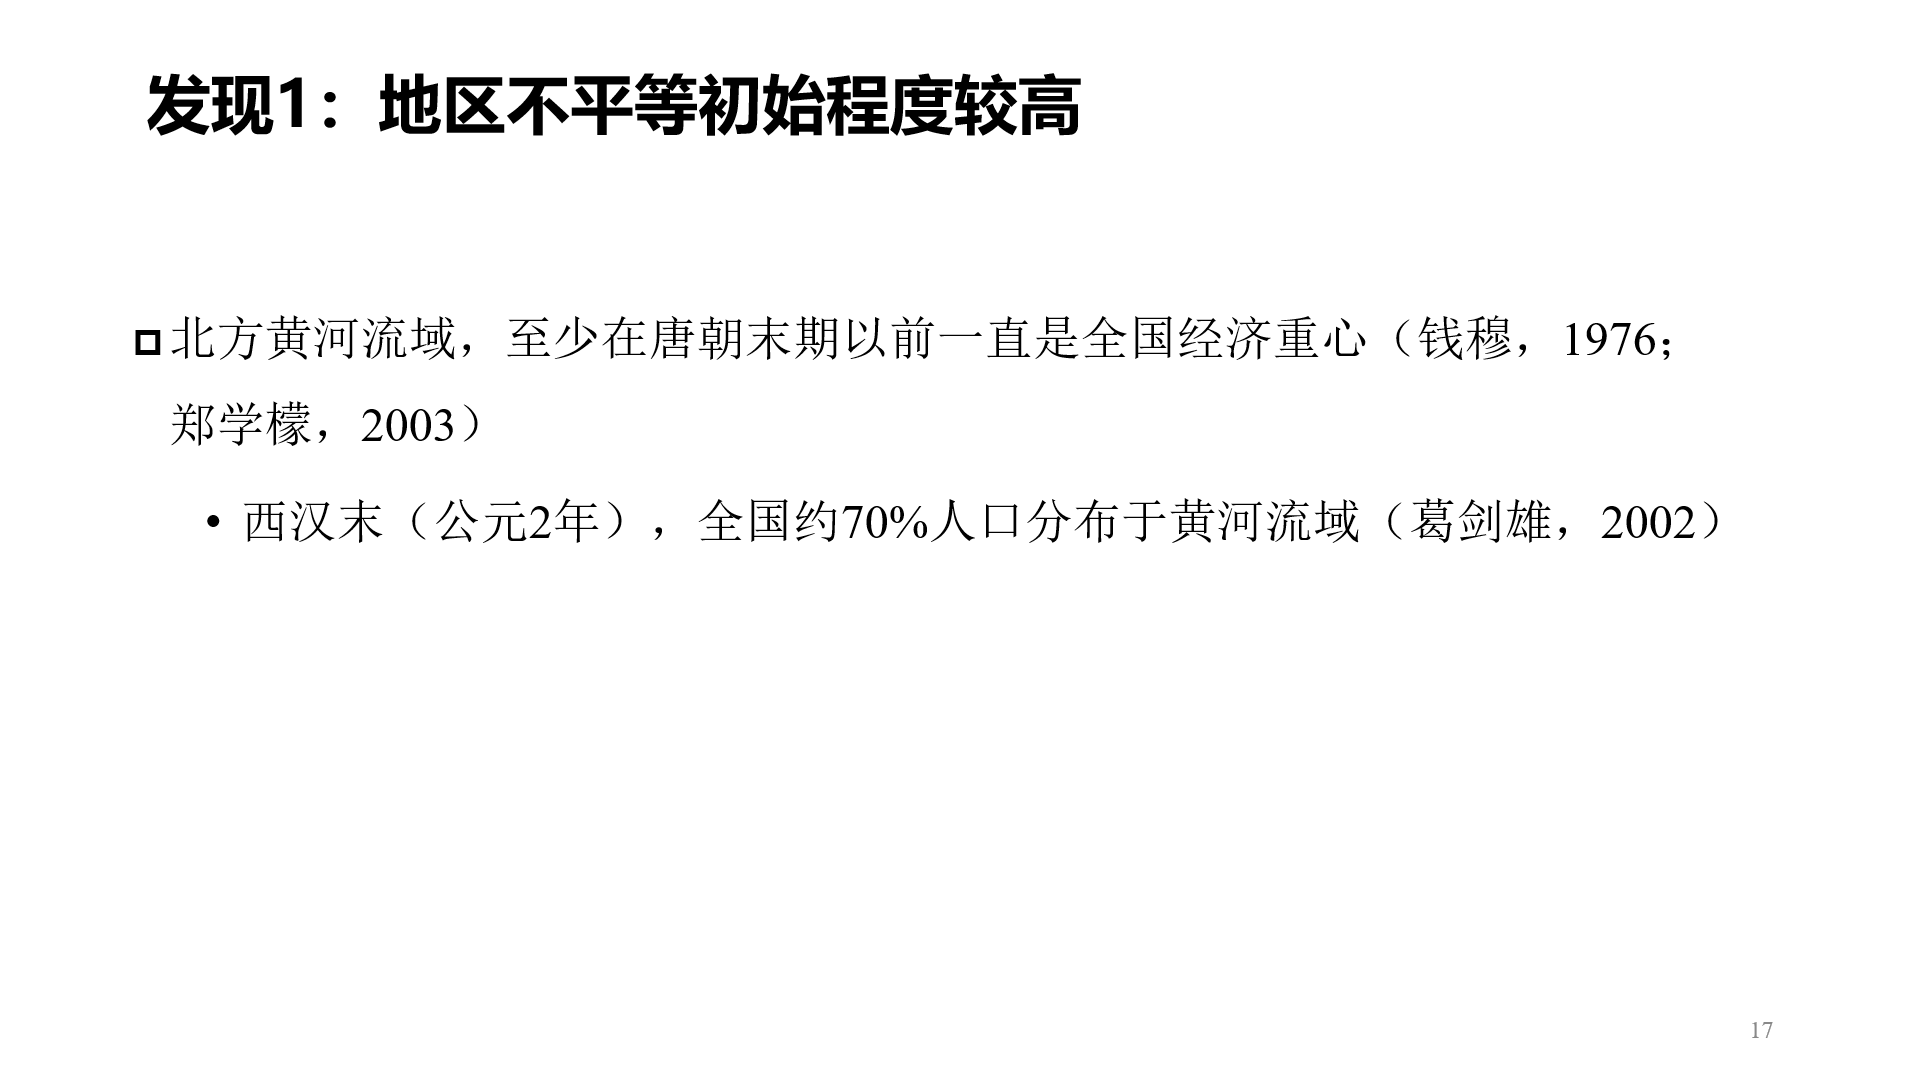 发现1：地区不平等初始程度较高
北方黄河流域，至少在唐朝末期以前一直是全国经济重心（钱穆，1976；
郑学檬，2003）
• 西汉末（公元2年），全国约70%人口分布于黄河流域（葛剑雄，2002）
17